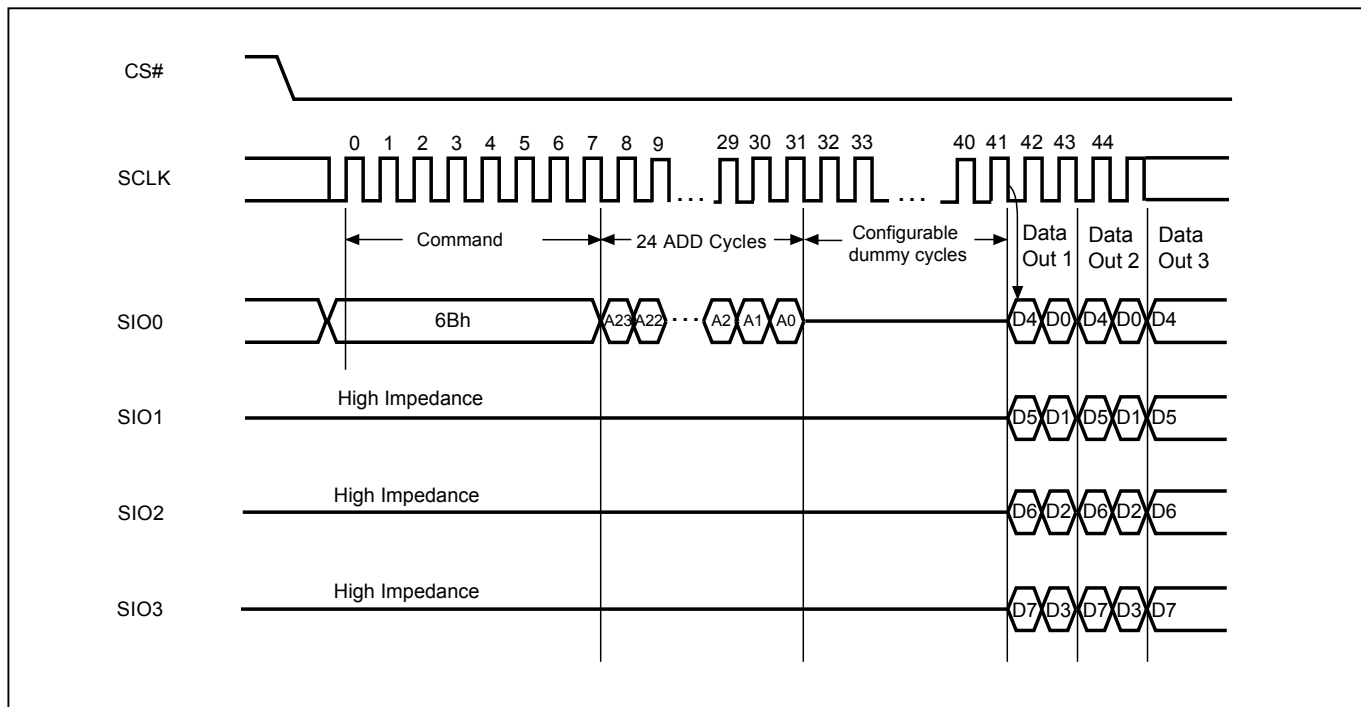 CS#
0 1 2 3 4 5 6 7 8 9 29 30 31 32 33 40 41 42 43 44
SCLK
Command 24 ADD Cycles Configurable dummy cycles Data Out 1 Data Out 2 Data Out 3
SIO0 6Bh A23 A22 ··· A2 A1 A0 D4 D0 D4 D0 D4
High Impedance
SIO1 D5 D1 D5 D1 D5
High Impedance
SIO2 D6 D2 D6 D2 D6
High Impedance
SIO3 D7 D3 D7 D3 D7